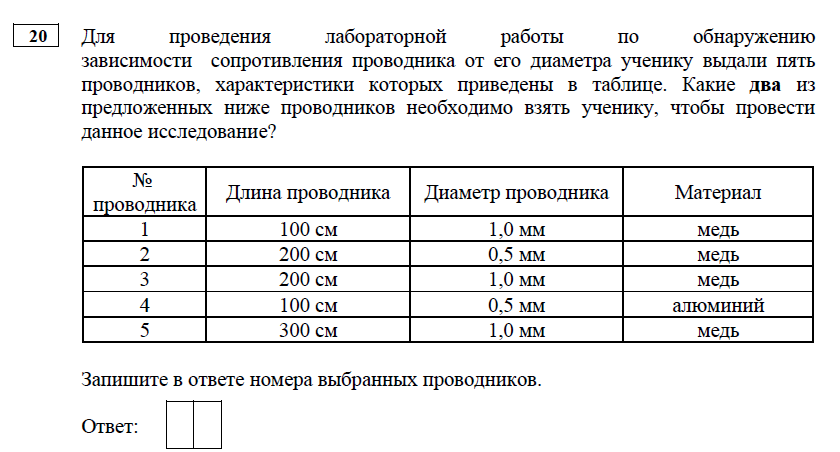 20 Для проведения лабораторной работы по обнаружению
зависимости сопротивления проводника от его диаметра ученику выдали пять
проводников, характеристики которых приведены в таблице. Какие два из
предложенных ниже проводников необходимо взять ученику, чтобы провести
данное исследование?
№ проводника Длина проводника Диаметр проводника Материал
1 100 см 1,0 мм медь
2 200 см 0,5 мм медь
3 200 см 1,0 мм медь
4 100 см 0,5 мм алюминий
5 300 см 1,0 мм медь
Запишите в ответе номера выбранных проводников.
Ответ: